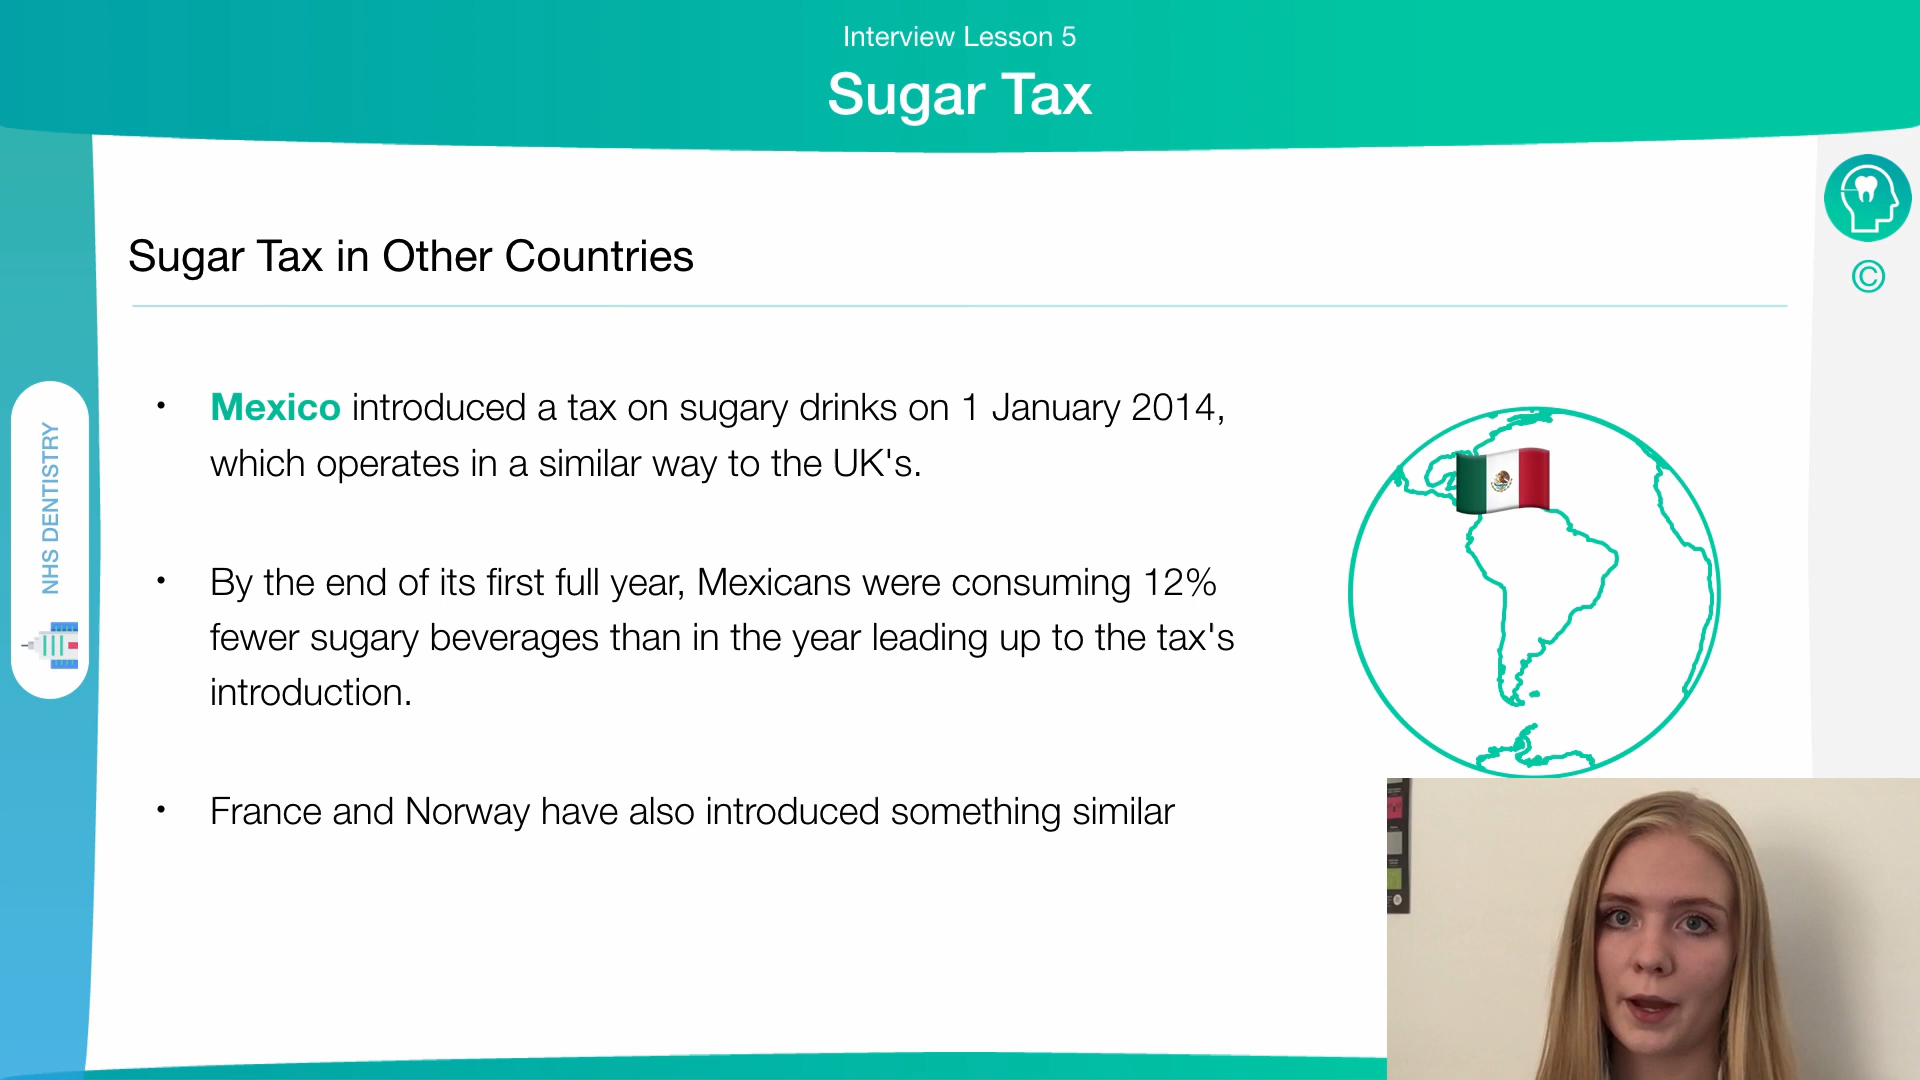 Interview Lesson 5
Sugar Tax
©
NHS DENTISTRY
Sugar Tax in Other Countries
• Mexico introduced a tax on sugary drinks on 1 January 2014,
which operates in a similar way to the UK's.
• By the end of its first full year, Mexicans were consuming 12%
fewer sugary beverages than in the year leading up to the tax's
introduction.
• France and Norway have also introduced something similar